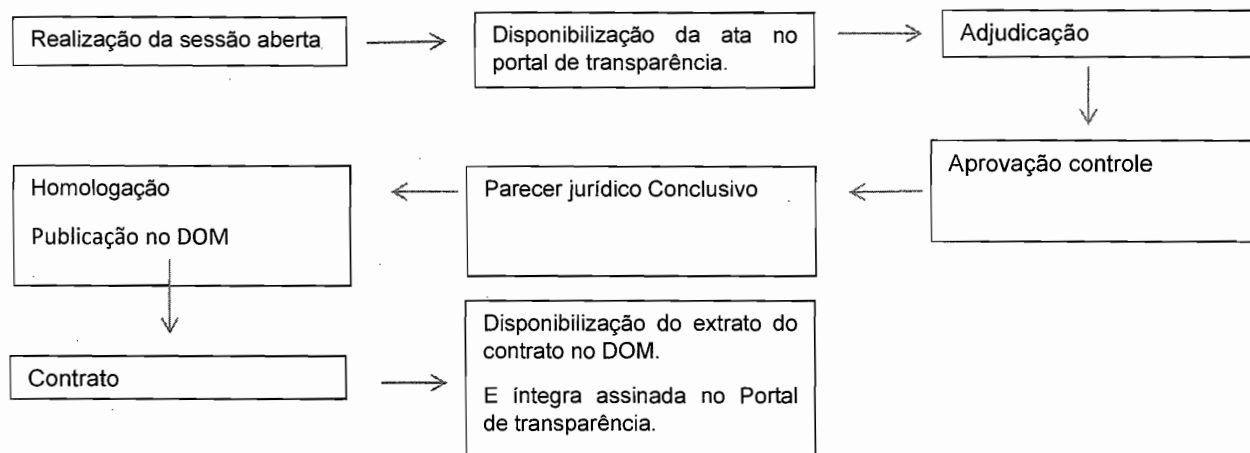 Realização da sessão aberta
Disponibilização da ata no
portal de transparência.
Adjudicação
Aprovação controle
Parecer jurídico Conclusivo
Homologação
Publicação no DOM
Contrato
Disponibilização do extrato do
contrato no DOM.
E íntegra assinada no Portal
de transparência.